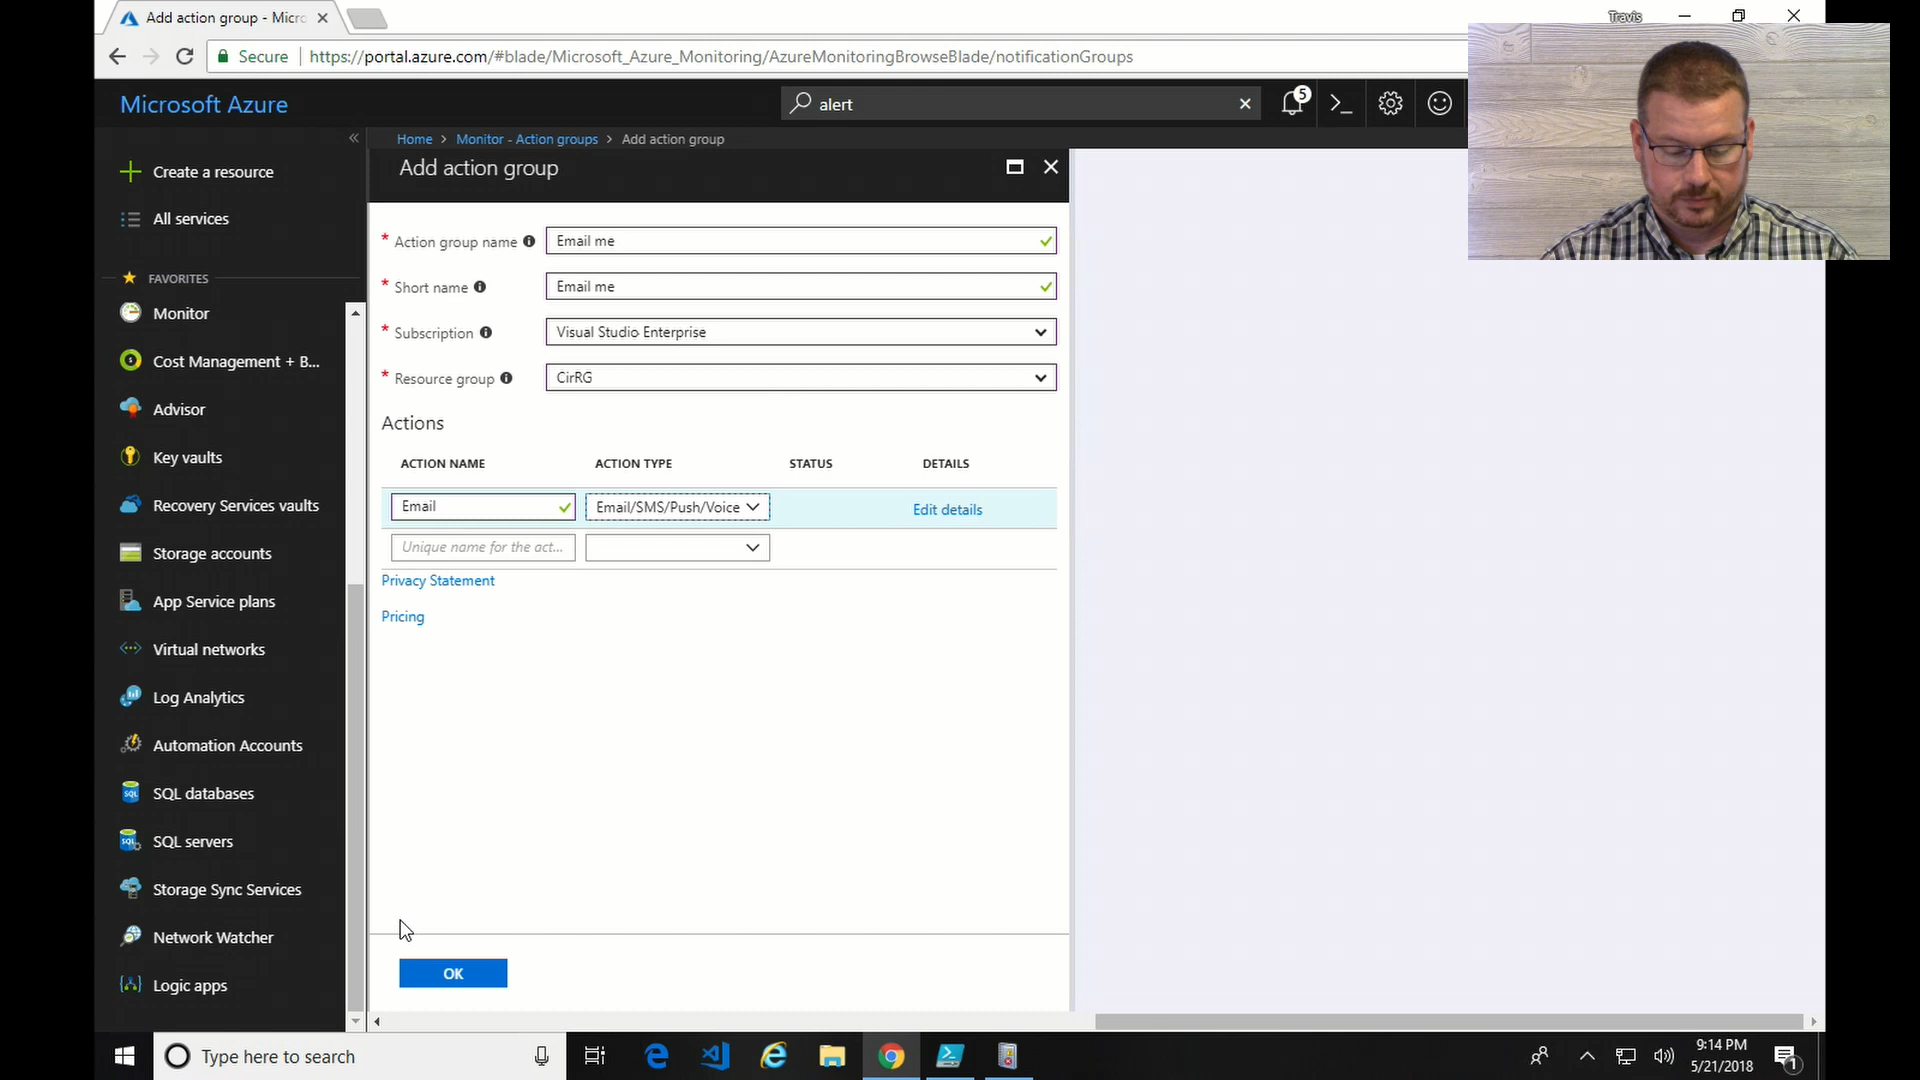 Add action group - Micro
Travis
Secure
https://portal.azure.com/#blade/Microsoft_Azure_Monitoring/AzureMonitoringBrowseBlade/notificationGroups
Microsoft Azure
alert
5
Home > Monitor - Action groups > Add action group
Add action group
Create a resource
All services
FAVORITES
Monitor
Cost Management + B...
Advisor
Key vaults
Recovery Services vaults
Storage accounts
App Service plans
Virtual networks
Log Analytics
Automation Accounts
SQL databases
SQL servers
Storage Sync Services
Network Watcher
Logic apps
* Action group name Email me
* Short name Email me
* Subscription Visual Studio Enterprise
* Resource group CirRG
Actions
ACTION NAME ACTION TYPE STATUS DETAILS
Email Email/SMS/Push/Voice Edit details
Unique name for the act...
Privacy Statement
Pricing
OK
Type here to search
9:14 PM
5/21/2018
1